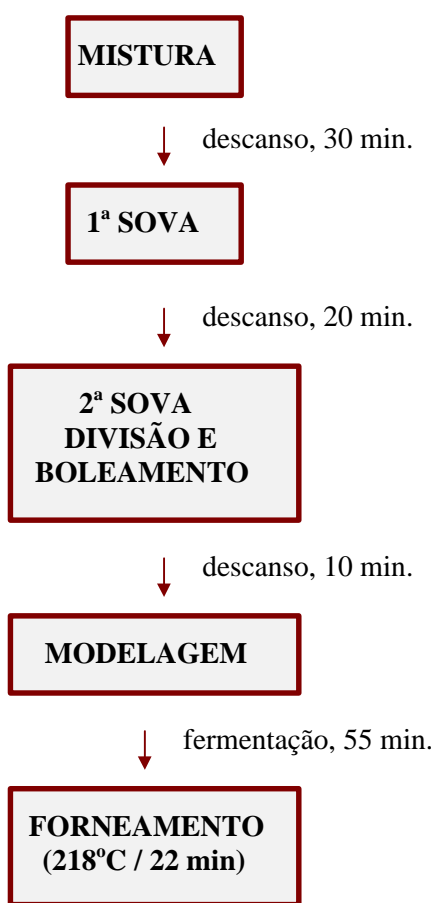 MISTURA
descanso, 30 min.
1ª SOVA
descanso, 20 min.
2ª SOVA
DIVISÃO E
BOLEAMENTO
descanso, 10 min.
MODELAGEM
fermentação, 55 min.
FORNEAMENTO
(218ºC / 22 min)